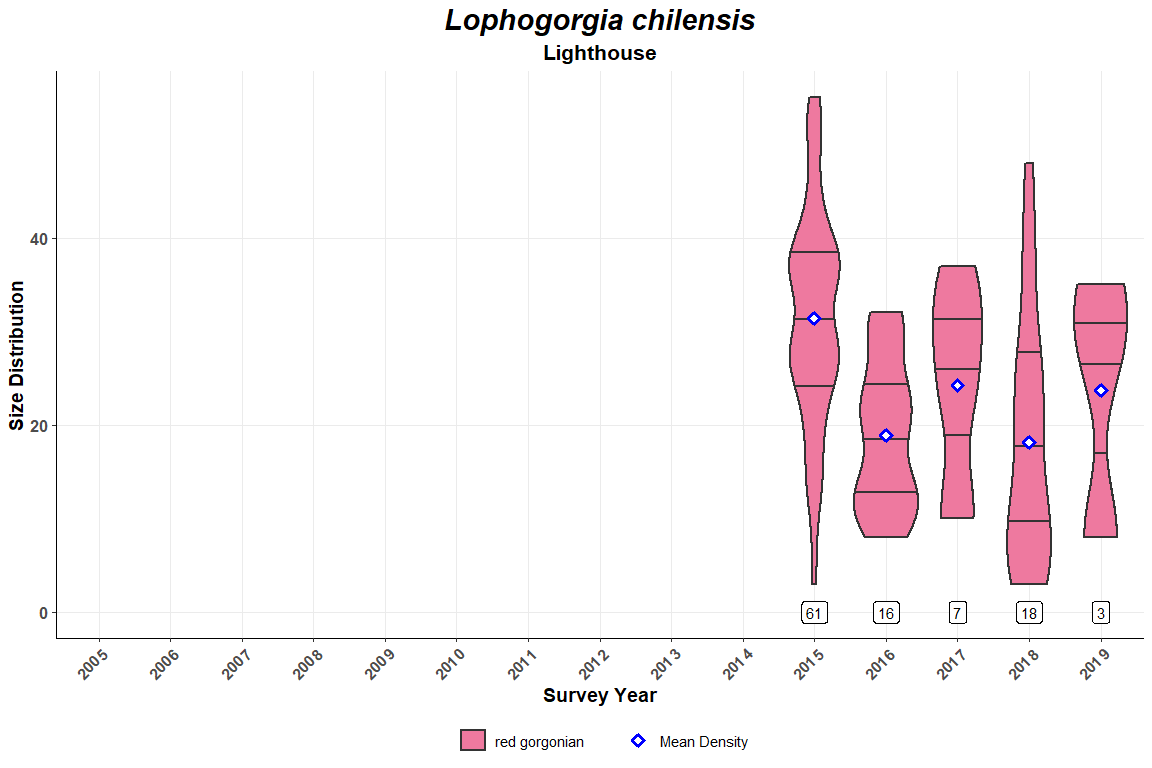 Lophogorgia chilensis
Lighthouse
Size Distribution
40
20
0
61 16 7 18 3
2005 2006 2007 2008 2009 2010 2011 2012 2013 2014 2015 2016 2017 2018 2019
Survey Year
red gorgonian Mean Density